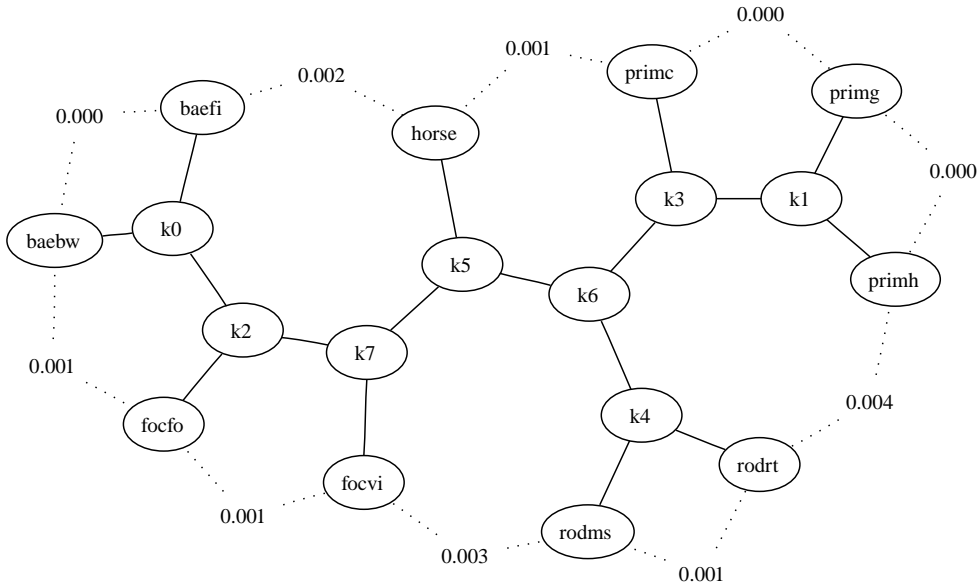 0.000
0.001
primc
0.002
primg
baefi
0.000
horse
0.000
k3
k1
k0
baebw
k5
primh
k6
k2
k7
0.001
0.004
k4
focfo
rodrt
focvi
0.001
rodms
0.003
0.001